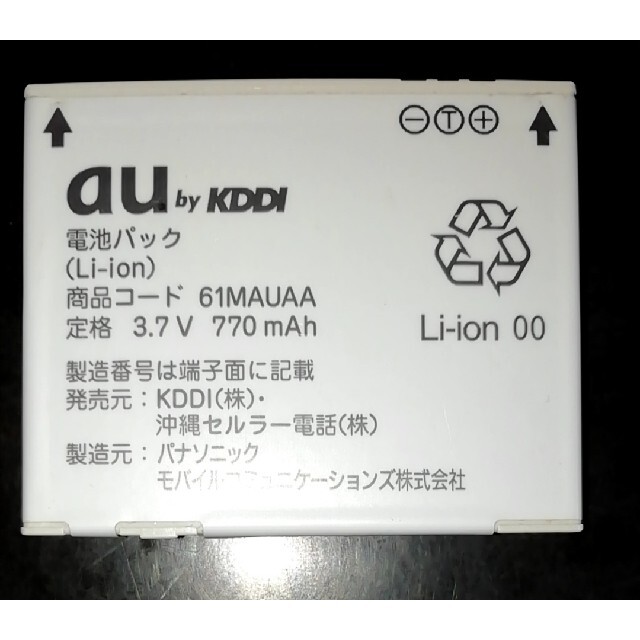 ⊖Ⓣ⊕
au by KDDI
電池パック
(Li-ion)
商品コード 61MAUAA
定格 3.7V 770mAh
Li-ion 00
製造番号は端子面に記載
発売元：KDDI(株)・
沖縄セルラー電話(株)
製造元：パナソニック
モバイルコミュニケーションズ株式会社